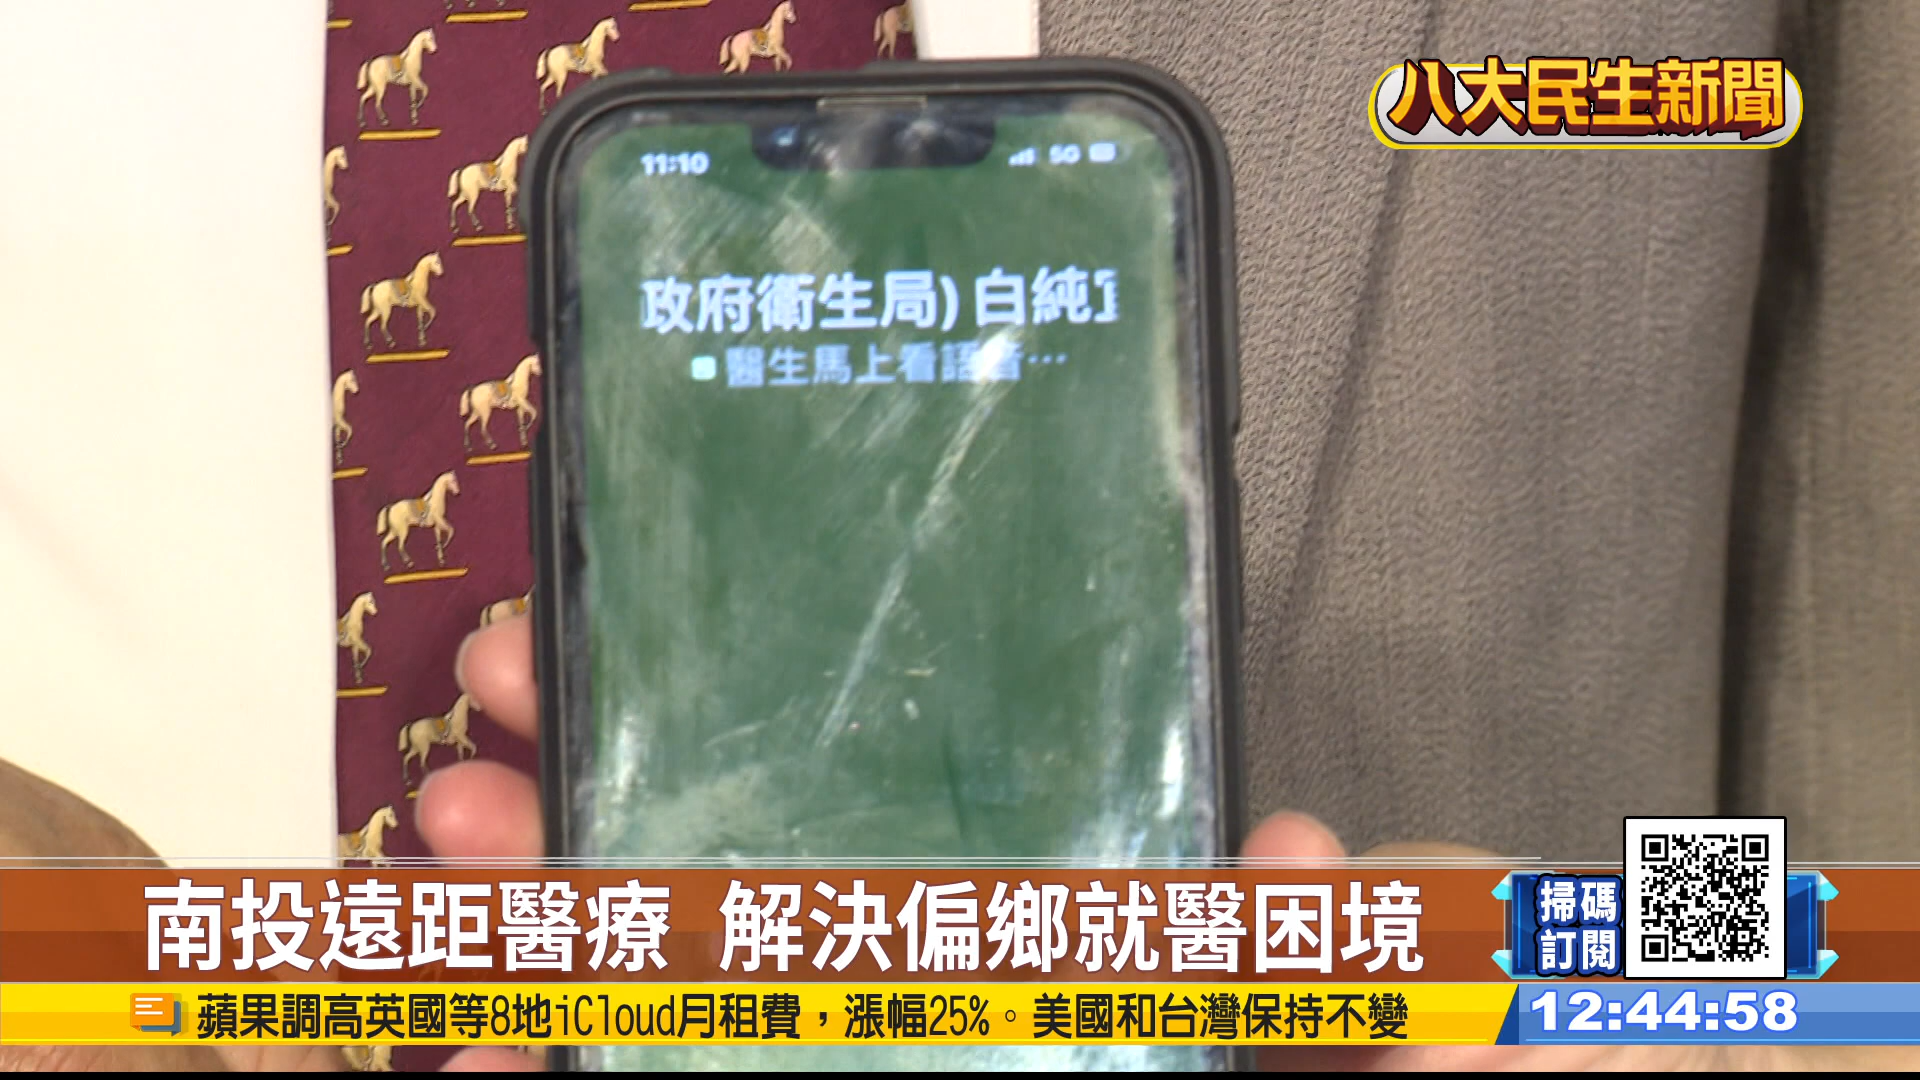 八大民生新聞
11:10
5G
政府衛生局) 白純
醫生馬上看語音…
南投遠距醫療 解決偏鄉就醫困境
掃碼
訂閱
蘋果調高英國等8地iCloud月租費，漲幅25%。美國和台灣保持不變
12:44:58